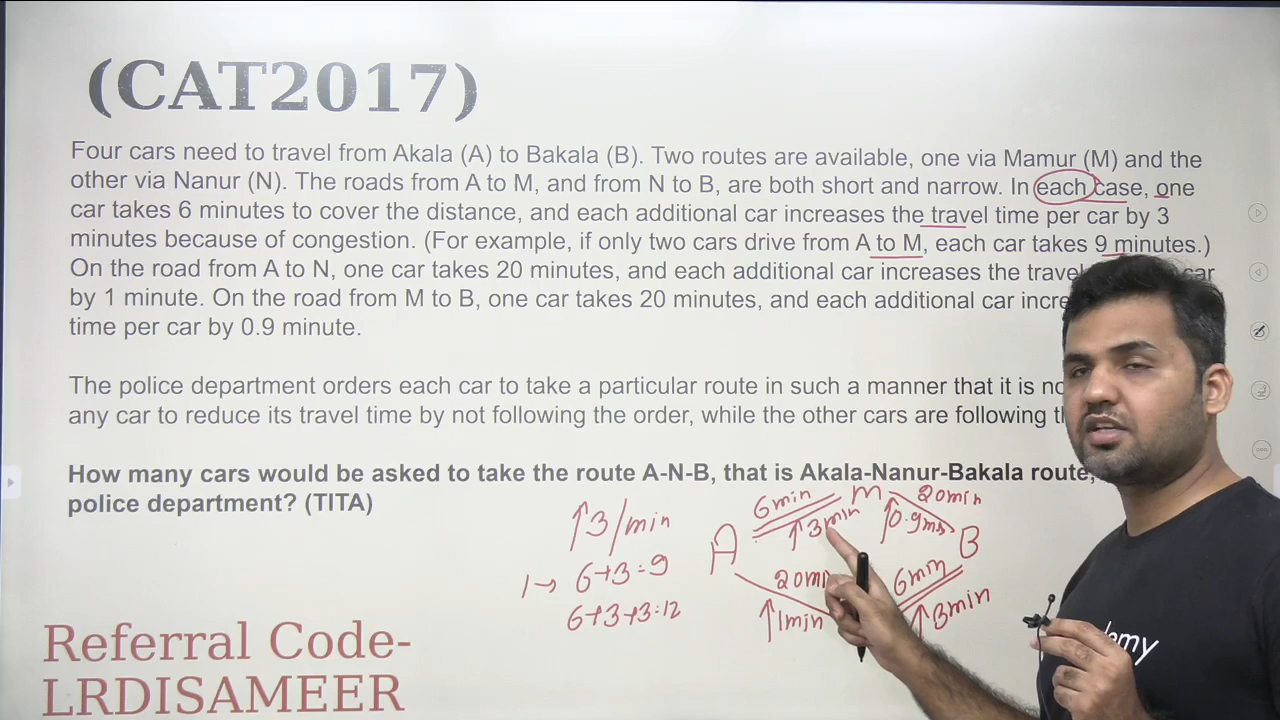 (CAT2017)
Four cars need to travel from Akala (A) to Bakala (B). Two routes are available, one via Mamur (M) and the
other via Nanur (N). The roads from A to M, and from N to B, are both short and narrow. In each case, one
car takes 6 minutes to cover the distance, and each additional car increases the travel time per car by 3
minutes because of congestion. (For example, if only two cars drive from A to M, each car takes 9 minutes.)
On the road from A to N, one car takes 20 minutes, and each additional car increases the travel car
by 1 minute. On the road from M to B, one car takes 20 minutes, and each additional car
time per car by 0.9 minute.
The police department orders each car to take a particular route in such a manner that it is
any car to reduce its travel time by not following the order, while the other cars are following
How many cars would be asked to take the route A-N-B, that is Akala-Nanur-Bakala route,
police department? (TITA)
↑3/min
1→ 6+3=9
6+3+3=12
6min M 20min
↑3min ↑0.9min
A B
20min 6min
↑1min ↑3min
Referral Code-
LRDISAMEER